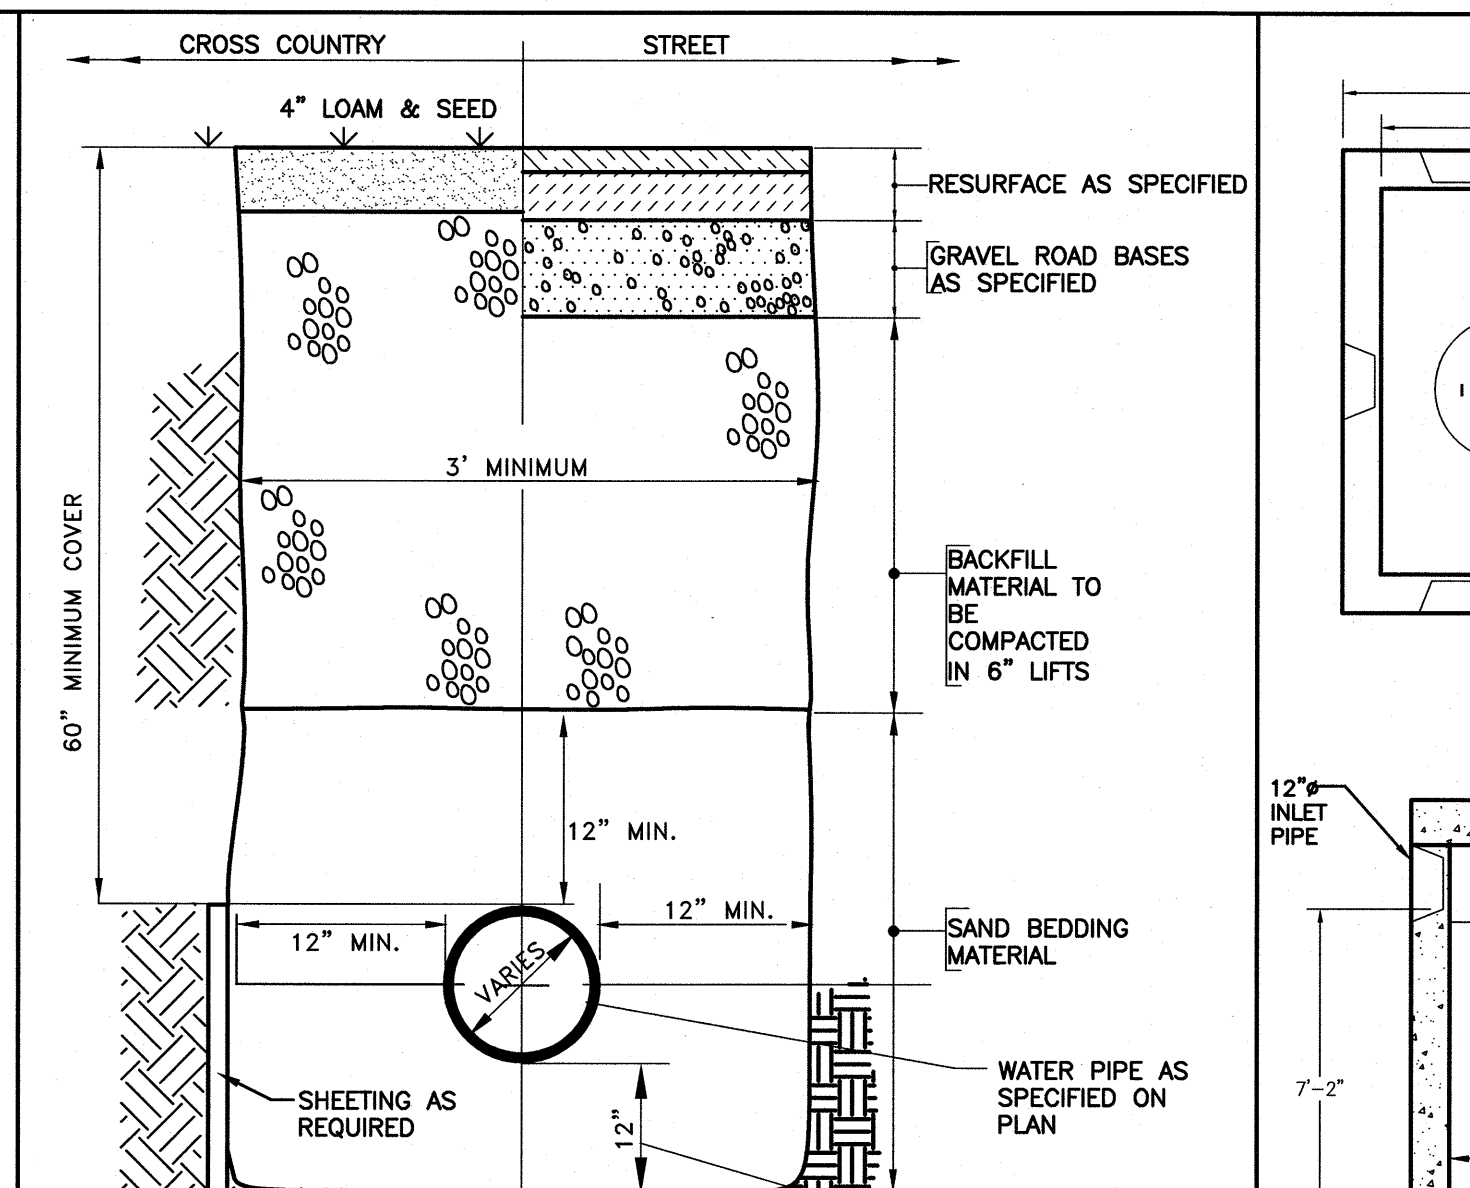 CROSS COUNTRY
STREET
4" LOAM & SEED
RESURFACE AS SPECIFIED
GRAVEL ROAD BASES
AS SPECIFIED
3' MINIMUM
60" MINIMUM COVER
BACKFILL
MATERIAL TO
BE
COMPACTED
IN 6" LIFTS
12" MIN.
12" MIN.
12" MIN.
VARIES
SAND BEDDING
MATERIAL
WATER PIPE AS
SPECIFIED ON
PLAN
SHEETING AS
REQUIRED
12"
12"ø
INLET
PIPE
7'-2"